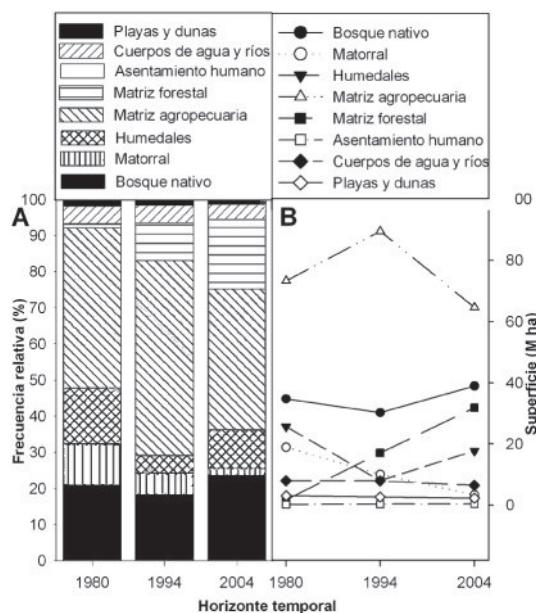 Playas y dunas
Cuerpos de agua y ríos
Asentamiento humano
Matriz forestal
Matriz agropecuaria
Humedales
Matorral
Bosque nativo
Bosque nativo
Matorral
Humedales
Matriz agropecuaria
Matriz forestal
Asentamiento humano
Cuerpos de agua y ríos
Playas y dunas
A
Frecuencia relativa (%)
100
90
80
70
60
50
40
30
20
10
0
1980
1994
2004
B
00
80
60
40
20
0
Superficie (M ha)
1980
1994
2004
Horizonte temporal